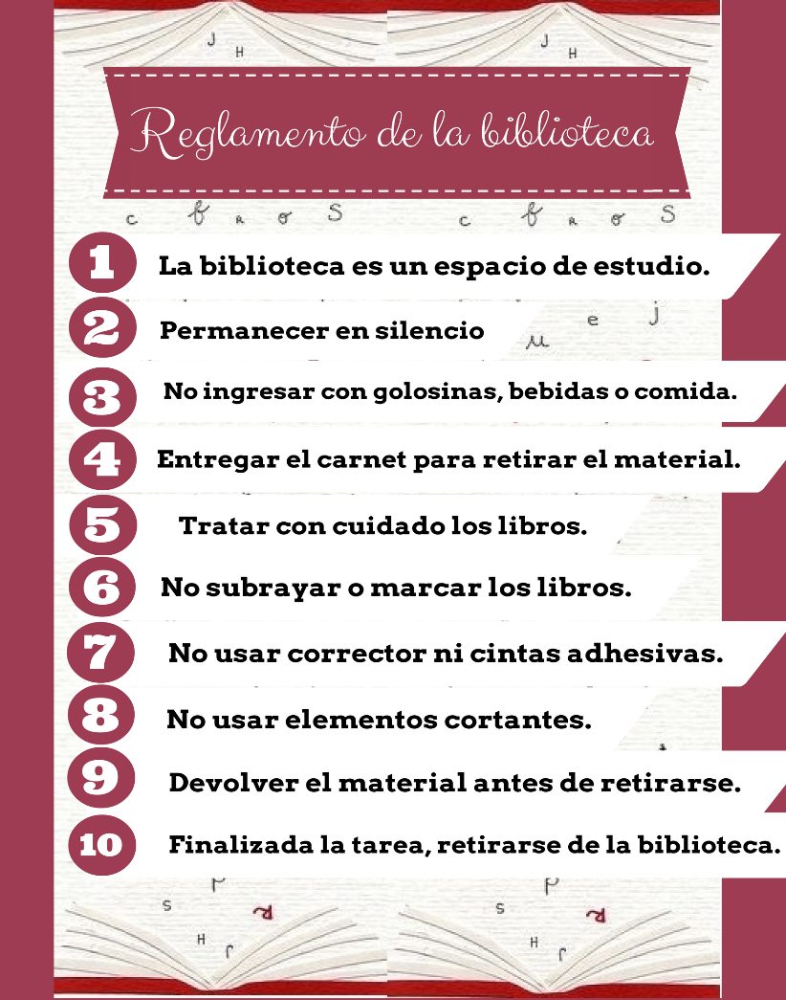 J H J H
Reglamento de la biblioteca
c b R o S c b R o S
1 La biblioteca es un espacio de estudio.
2 Permanecer en silencio
e j
µ
3 No ingresar con golosinas, bebidas o comida.
4 Entregar el carnet para retirar el material.
5 Tratar con cuidado los libros.
6 No subrayar o marcar los libros.
7 No usar corrector ni cintas adhesivas.
8 No usar elementos cortantes.
9 Devolver el material antes de retirarse.
10 Finalizada la tarea, retirarse de la biblioteca.
P P
s R s R
H r H r